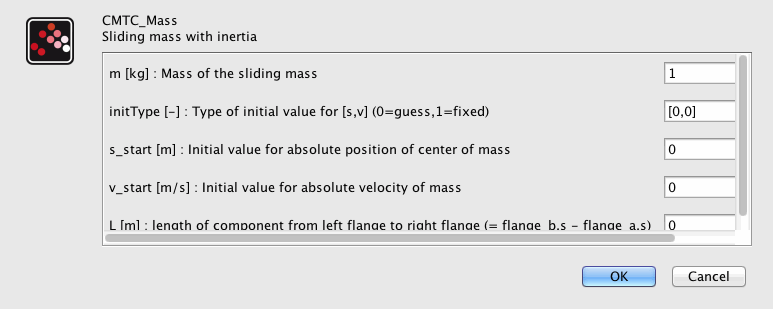 CMTC_Mass
Sliding mass with inertia
m [kg] : Mass of the sliding mass 1
initType [-] : Type of initial value for [s,v] (0=guess,1=fixed) [0,0]
s_start [m] : Initial value for absolute position of center of mass 0
v_start [m/s] : Initial value for absolute velocity of mass 0
L [m] : length of component from left flange to right flange (= flange_b.s - flange_a.s) 0
OK Cancel